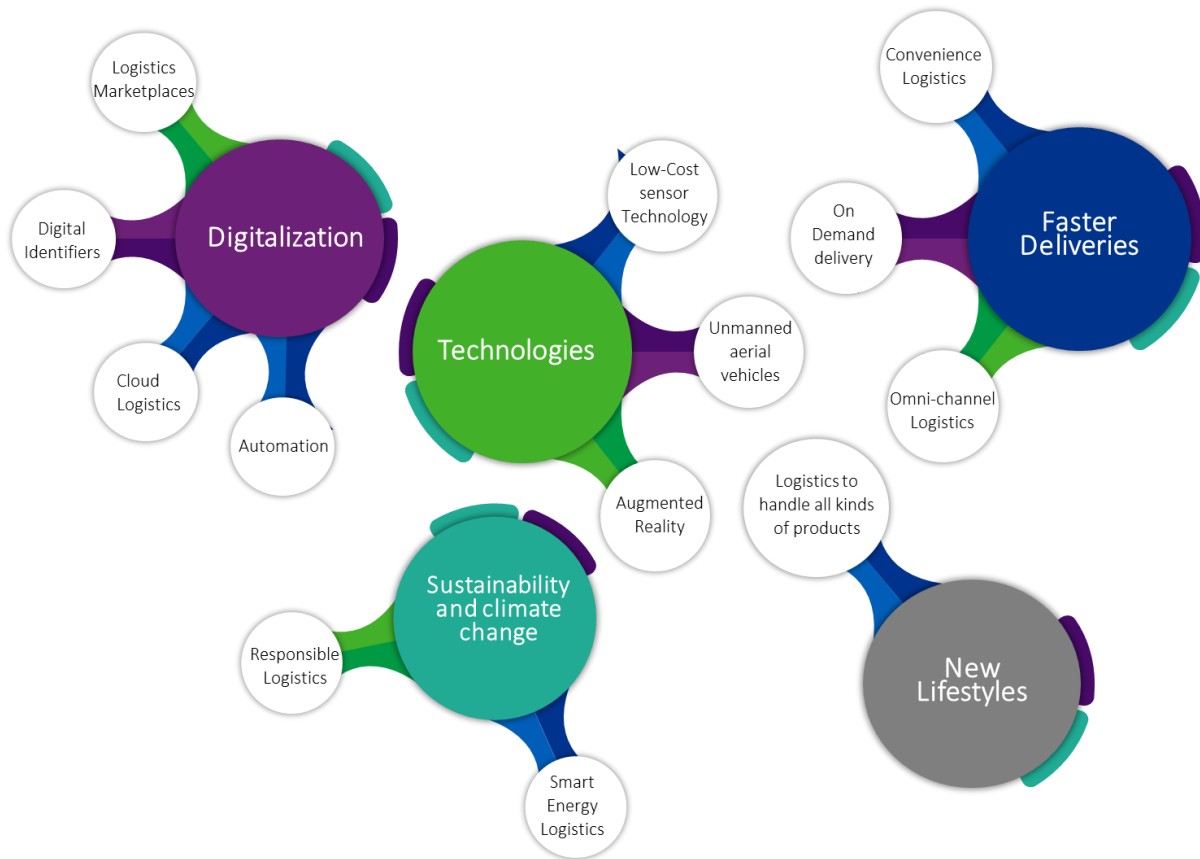 Logistics
Marketplaces
Digital
Identifiers
Digitalization
Cloud
Logistics
Automation
Low-Cost
sensor
Technology
Technologies
Unmanned
aerial
vehicles
Augmented
Reality
Convenience
Logistics
On
Demand
delivery
Faster
Deliveries
Omni-channel
Logistics
Sustainability
and climate
change
Responsible
Logistics
Smart
Energy
Logistics
Logistics to
handle all kinds
of products
New
Lifestyles